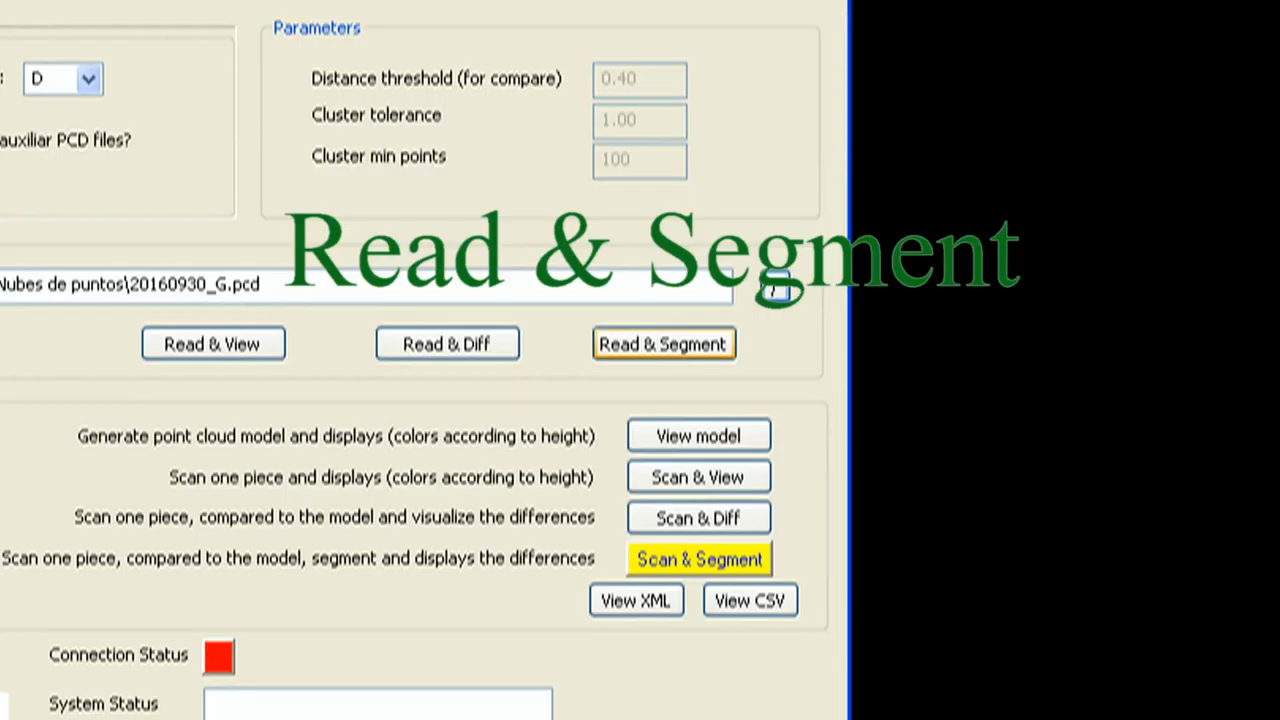 Parameters
: D
Distance threshold (for compare) 0.40
Cluster tolerance 1.00
auxiliar PCD files?
Cluster min points 100
Read & Segment
Nubes de puntos\20160930_G.pcd
Read & View Read & Diff Read & Segment
Generate point cloud model and displays (colors according to height) View model
Scan one piece and displays (colors according to height) Scan & View
Scan one piece, compared to the model and visualize the differences Scan & Diff
Scan one piece, compared to the model, segment and displays the differences Scan & Segment
View XML View CSV
Connection Status
System Status